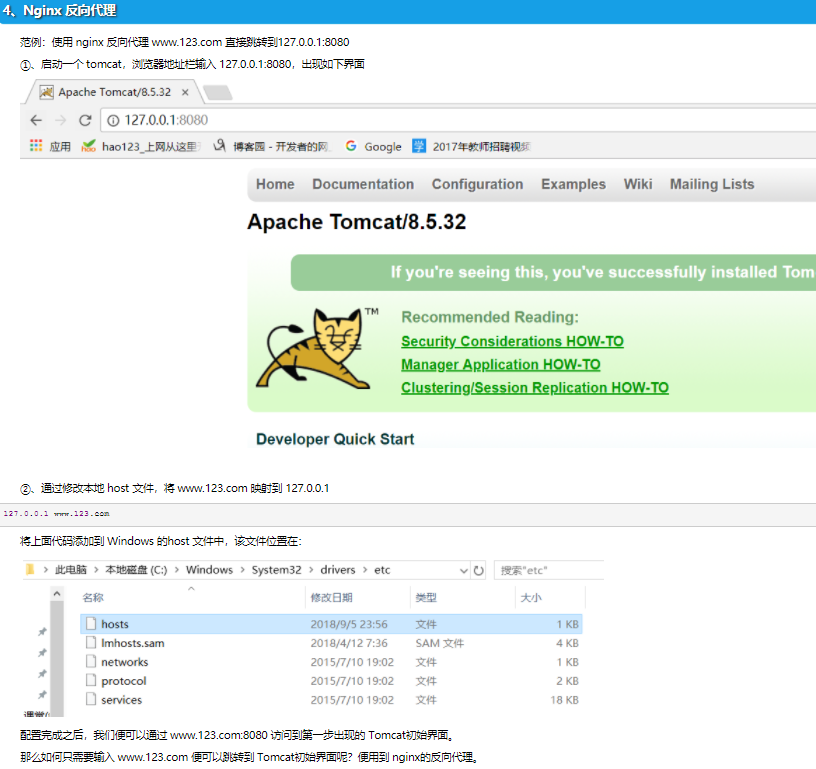 4、Nginx 反向代理
范例：使用 nginx 反向代理 www.123.com 直接跳转到127.0.0.1:8080
①、启动一个 tomcat，浏览器地址栏输入 127.0.0.1:8080，出现如下界面
Apache Tomcat/8.5.32 ×
127.0.0.1:8080
应用 hao123_上网从这里 博客园 - 开发者的网 Google 学 2017年教师招聘视频
Home Documentation Configuration Examples Wiki Mailing Lists
Apache Tomcat/8.5.32
If you're seeing this, you've successfully installed Tom
TM
Recommended Reading:
Security Considerations HOW-TO
Manager Application HOW-TO
Clustering/Session Replication HOW-TO
Developer Quick Start
②、通过修改本地 host 文件，将 www.123.com 映射到 127.0.0.1
127.0.0.1 www.123.com
将上面代码添加到 Windows 的host 文件中，该文件位置在：
› 此电脑 › 本地磁盘 (C:) › Windows › System32 › drivers › etc 搜索"etc"
名称 修改日期 类型 大小
hosts 2018/9/5 23:56 文件 1 KB
lmhosts.sam 2018/4/12 7:36 SAM 文件 4 KB
networks 2015/7/10 19:02 文件 1 KB
protocol 2015/7/10 19:02 文件 2 KB
services 2015/7/10 19:02 文件 18 KB
配置完成之后，我们便可以通过 www.123.com:8080 访问到第一步出现的 Tomcat初始界面。
那么如何只需要输入 www.123.com 便可以跳转到 Tomcat初始界面呢？便用到 nginx的反向代理。